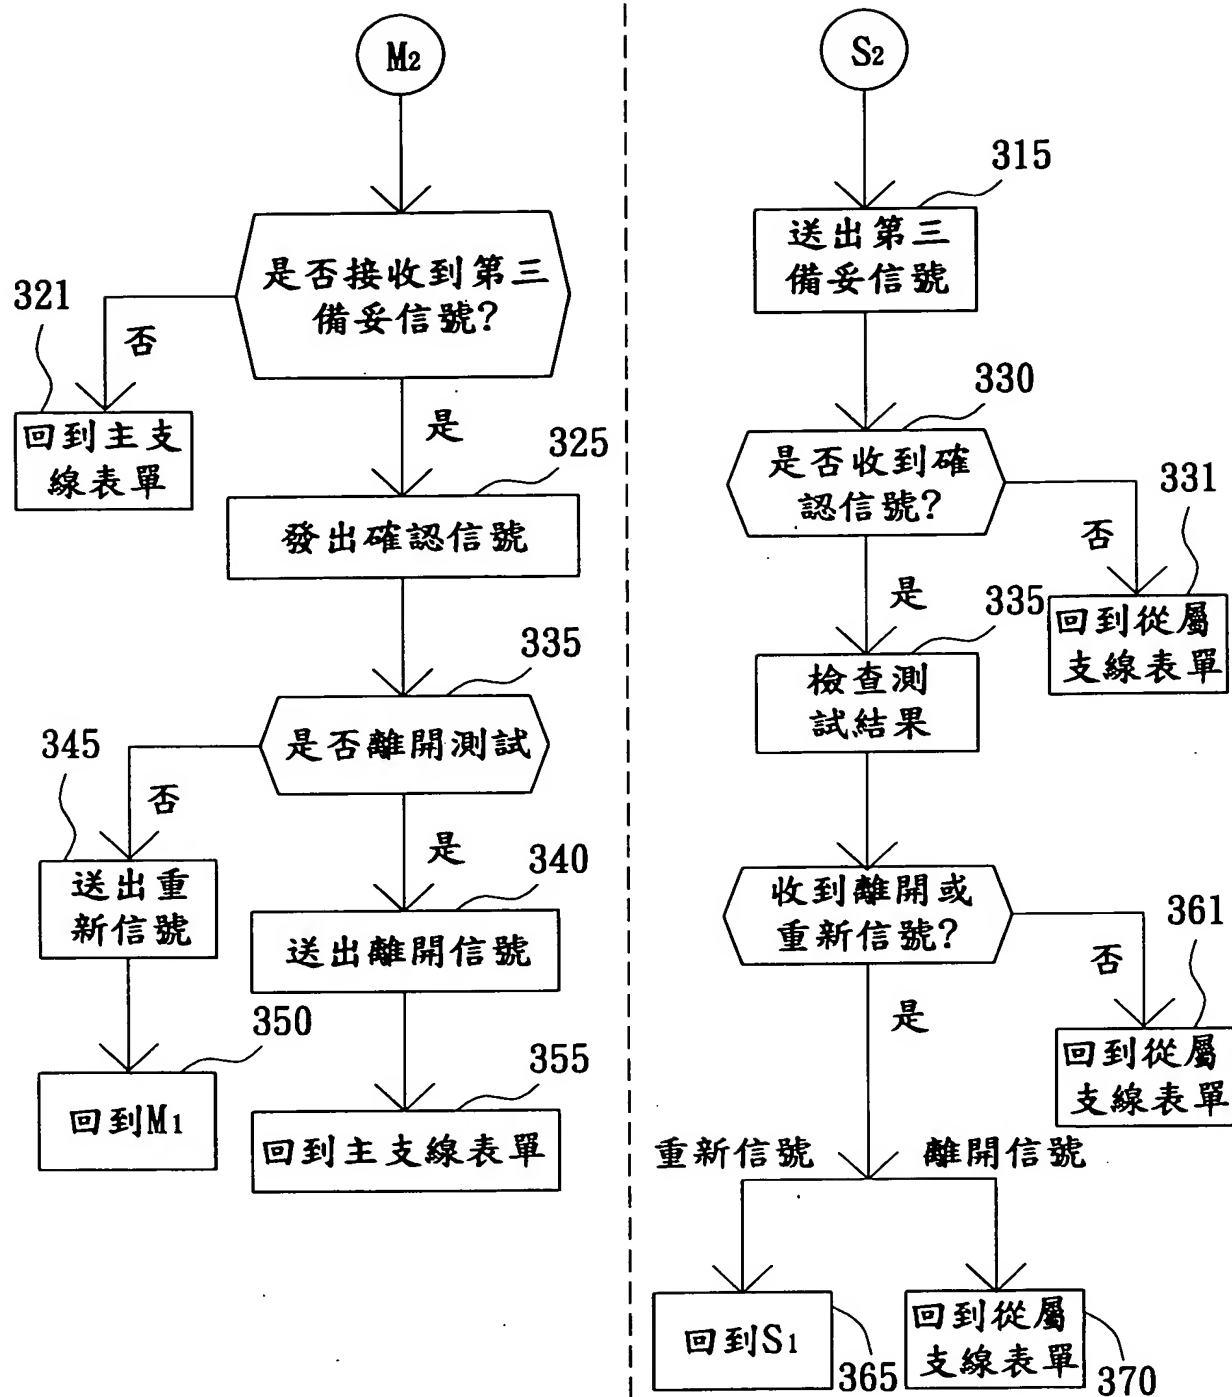 M2
是否接收到第三
備妥信號?
321
否
回到主支
線表單
是
325
發出確認信號
335
是否離開測試
345
否
送出重
新信號
是
340
送出離開信號
350
回到M1
355
回到主支線表單
S2
315
送出第三
備妥信號
330
是否收到確
認信號?
331
否
回到從屬
支線表單
是
335
檢查測
試結果
收到離開或
重新信號?
361
否
回到從屬
支線表單
是
重新信號
離開信號
回到S1
365
回到從屬
支線表單
370